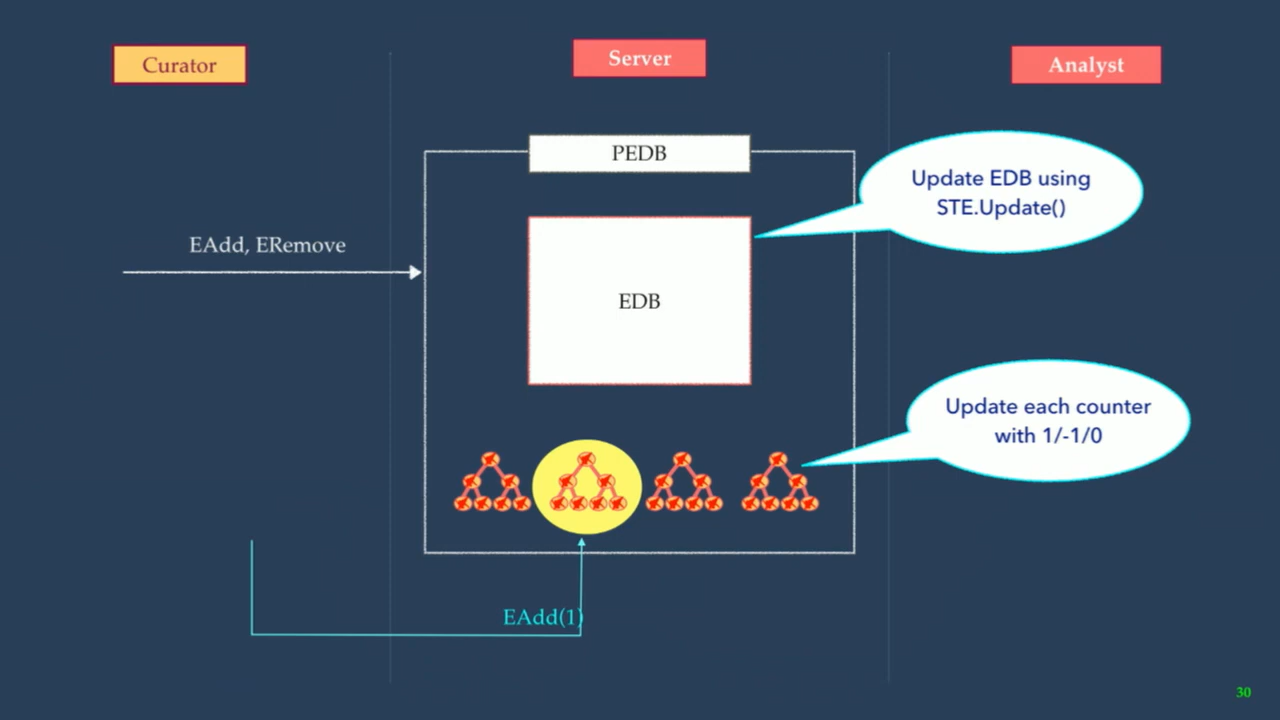 Curator
Server
Analyst
PEDB
Update EDB using
STE.Update()
EAdd, ERemove
EDB
Update each counter
with 1/-1/0
EAdd(1)
30